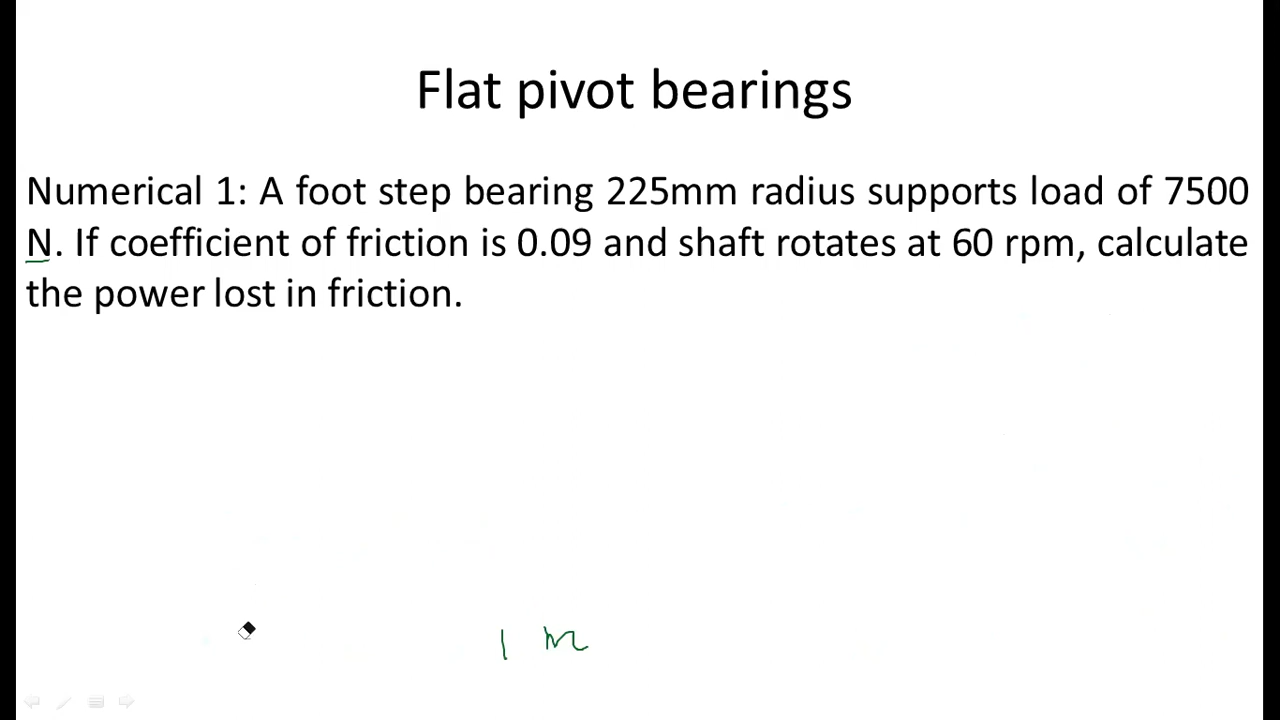 Flat pivot bearings
Numerical 1: A foot step bearing 225mm radius supports load of 7500
N. If coefficient of friction is 0.09 and shaft rotates at 60 rpm, calculate
the power lost in friction.
1 m